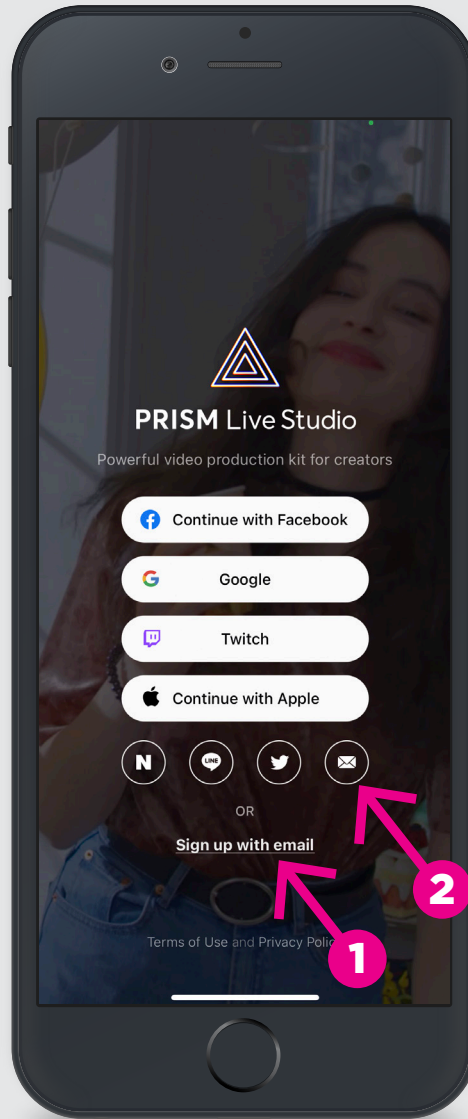 PRISM Live Studio
Powerful video production kit for creators
Continue with Facebook
Google
Twitch
Continue with Apple
N LINE
OR
Sign up with email
2
Terms of Use and Privacy Polic
1